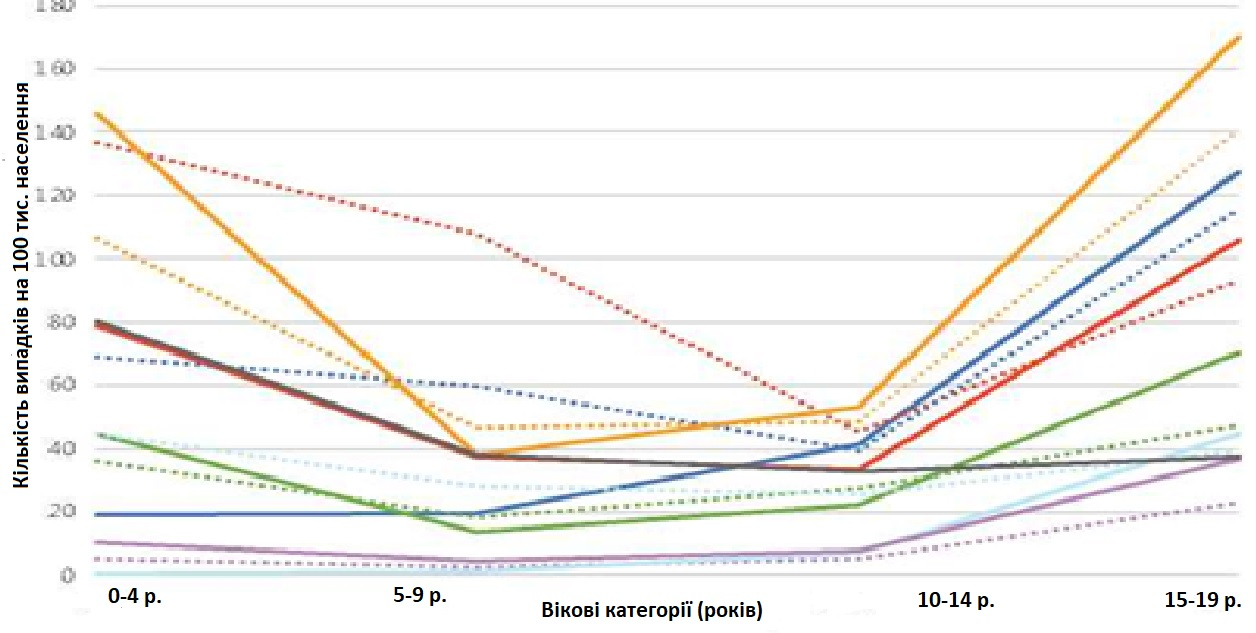 180
160
140
120
100
80
60
40
20
0
Кількість випадків на 100 тис. населення
0-4 р.
5-9 р.
10-14 р.
15-19 р.
Вікові категорії (років)